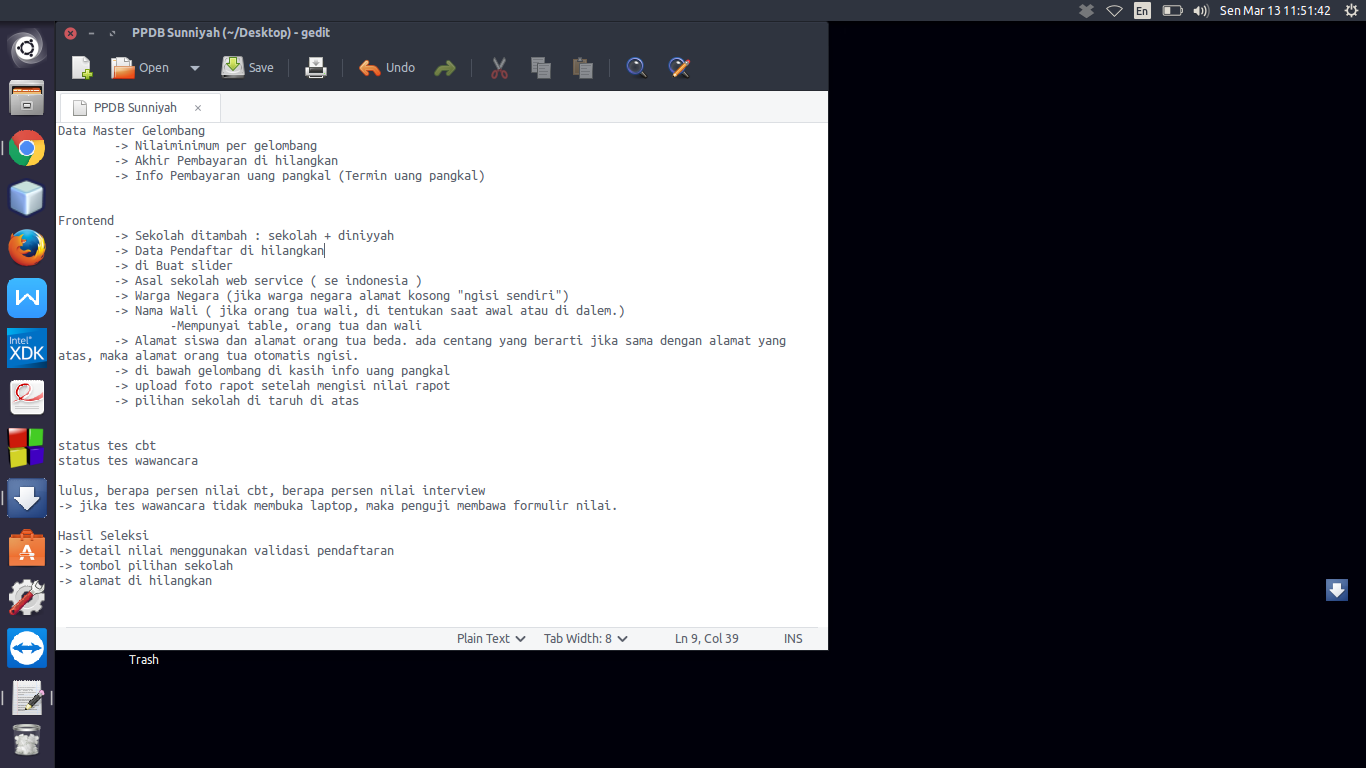 En
Sen Mar 13 11:51:42
PPDB Sunniyah (~/Desktop) - gedit
Open Save Undo
PPDB Sunniyah ×
Data Master Gelombang
-> Nilaiminimum per gelombang
-> Akhir Pembayaran di hilangkan
-> Info Pembayaran uang pangkal (Termin uang pangkal)
Frontend
-> Sekolah ditambah : sekolah + diniyyah
-> Data Pendaftar di hilangkan
-> di Buat slider
-> Asal sekolah web service ( se indonesia )
-> Warga Negara (jika warga negara alamat kosong "ngisi sendiri")
-> Nama Wali ( jika orang tua wali, di tentukan saat awal atau di dalem.)
-Mempunyai table, orang tua dan wali
-> Alamat siswa dan alamat orang tua beda. ada centang yang berarti jika sama dengan alamat yang
atas, maka alamat orang tua otomatis ngisi.
-> di bawah gelombang di kasih info uang pangkal
-> upload foto rapot setelah mengisi nilai rapot
-> pilihan sekolah di taruh di atas
status tes cbt
status tes wawancara
lulus, berapa persen nilai cbt, berapa persen nilai interview
-> jika tes wawancara tidak membuka laptop, maka penguji membawa formulir nilai.
Hasil Seleksi
-> detail nilai menggunakan validasi pendaftaran
-> tombol pilihan sekolah
-> alamat di hilangkan
Plain Text Tab Width: 8 Ln 9, Col 39 INS
Trash
Intel®
XDK